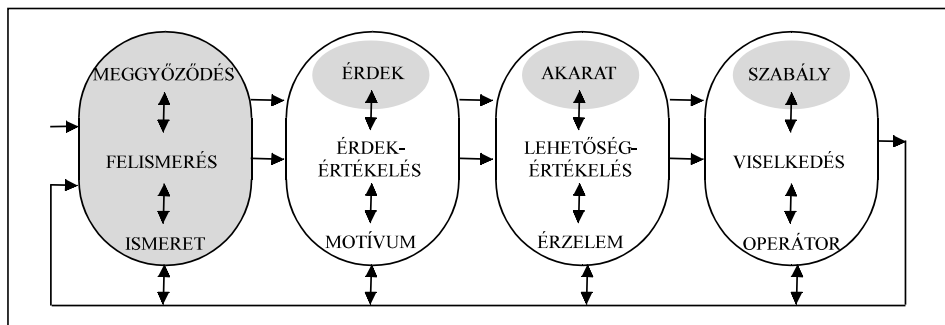 MEGGYŐZŐDÉS
FELISMERÉS
ISMERET
ÉRDEK
ÉRDEK-
ÉRTÉKELÉS
MOTÍVUM
AKARAT
LEHETŐSÉG-
ÉRTÉKELÉS
ÉRZELEM
SZABÁLY
VISELKEDÉS
OPERÁTOR